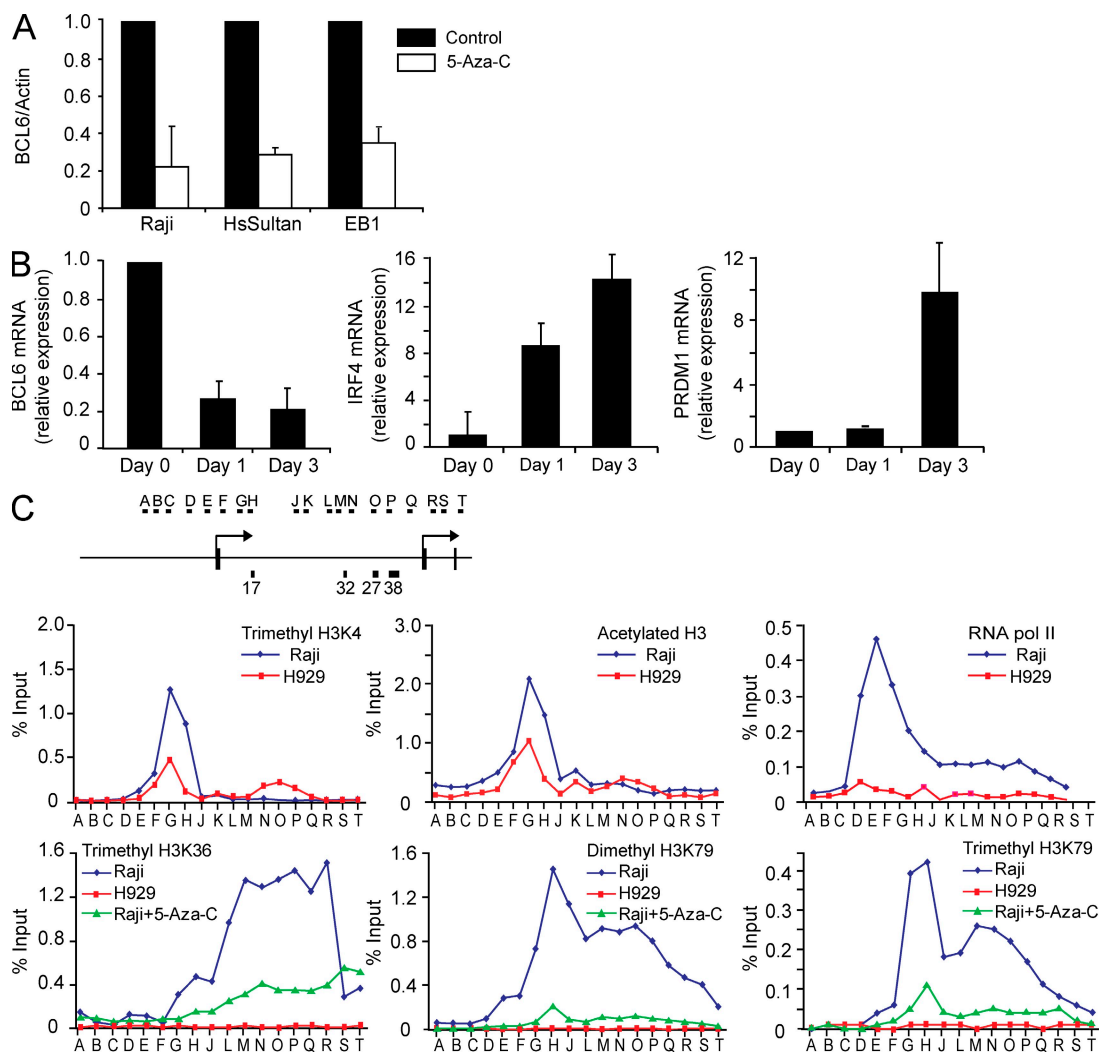 A
BCL6/Actin
1.0
0.8
0.6
0.4
0.2
0
Raji
HsSultan
EB1
Control
5-Aza-C
B
BCL6 mRNA
(relative expression)
1.0
0.8
0.6
0.4
0.2
0
Day 0 Day 1 Day 3
IRF4 mRNA
(relative expression)
16
12
8
4
0
Day 0 Day 1 Day 3
PRDM1 mRNA
(relative expression)
12
8
4
0
Day 0 Day 1 Day 3
C
A B C D E F G H J K L M N O P Q R S T
17 32 27 38
Trimethyl H3K4
Raji
H929
% Input
2.0
1.5
1.0
0.5
0
A B C D E F G H J K L M N O P Q R S T
Acetylated H3
Raji
H929
% Input
3.0
2.0
1.0
0
A B C D E F G H J K L M N O P Q R S T
RNA pol II
Raji
H929
% Input
0.5
0.4
0.3
0.2
0.1
0
A B C D E F G H J K L M N O P Q R S T
Trimethyl H3K36
Raji
H929
Raji+5-Aza-C
% Input
1.6
1.2
0.8
0.4
0
A B C D E F G H J L M N O P Q R S T
Dimethyl H3K79
Raji
H929
Raji+5-Aza-C
% Input
1.6
1.2
0.8
0.4
0
A B C D E F G H J L M N O P Q R S T
Trimethyl H3K79
Raji
H929
Raji+5-Aza-C
% Input
0.4
0.3
0.2
0.1
0
A B C D E F G H J L M N O P Q R S T